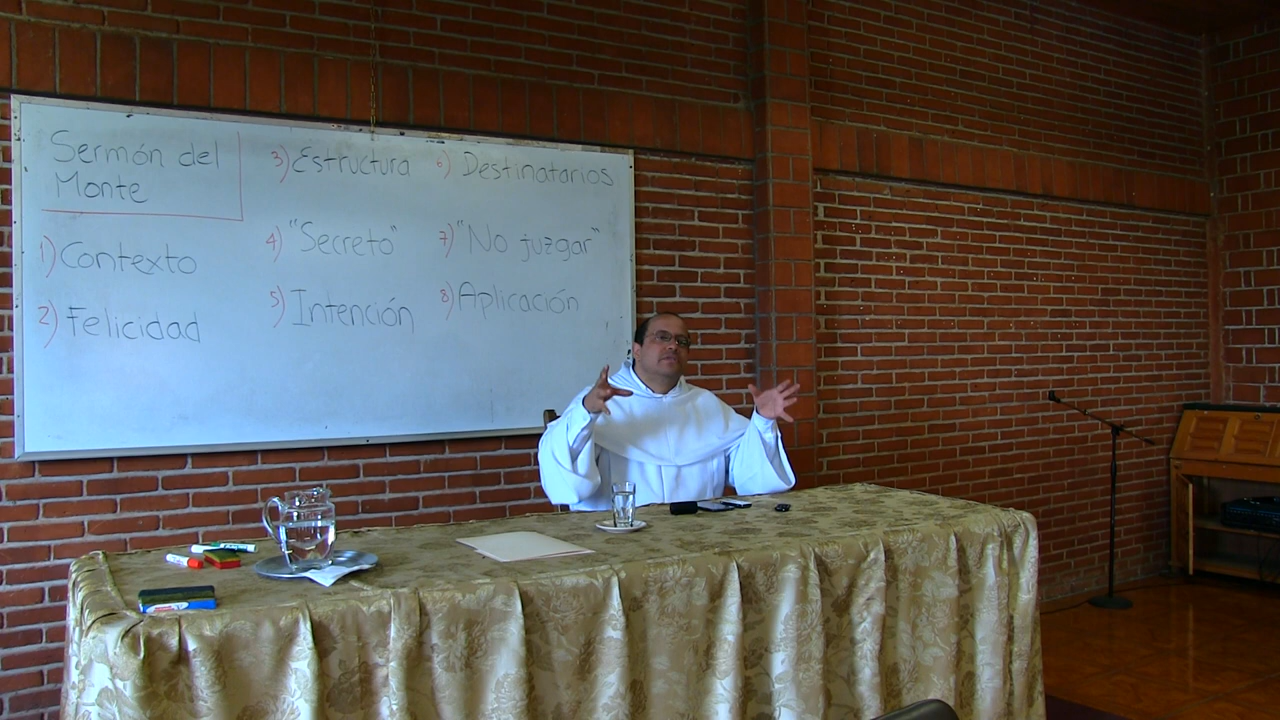 Sermón del
Monte
1) Contexto
2) Felicidad
3) Estructura
4) "Secreto"
5) Intención
6) Destinatarios
7) "No juzgar"
8) Aplicación